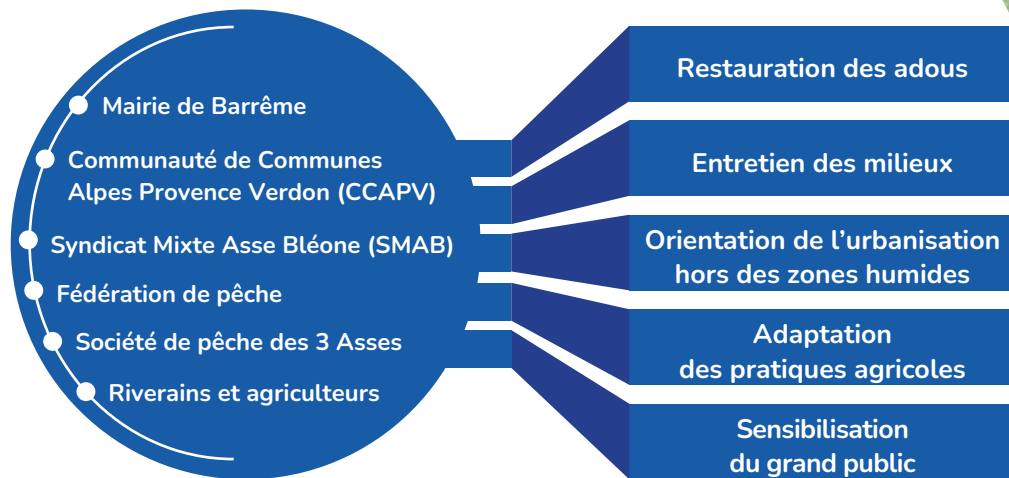 Mairie de Barrême
Communauté de Communes
Alpes Provence Verdon (CCAPV)
Syndicat Mixte Asse Bléone (SMAB)
Fédération de pêche
Société de pêche des 3 Asses
Riverains et agriculteurs
Restauration des adous
Entretien des milieux
Orientation de l’urbanisation
hors des zones humides
Adaptation
des pratiques agricoles
Sensibilisation
du grand public